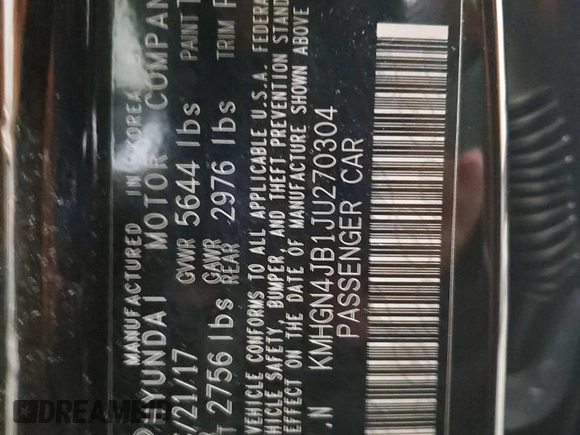 MANUFACTURED IN KOREA
HYUNDAI MOTOR COMPAN
/21/17 GVWR 5644 lbs PAINT
2756 lbs GAWR REAR 2976 lbs TRIM
VEHICLE CONFORMS TO ALL APPLICABLE U.S.A. FEDERA
HICLE SAFETY, BUMPER, AND THEFT PREVENTION STAND
EFFECT ON THE DATE OF MANUFACTURE SHOWN ABOVE
.N KMHGN4JB1JU270304
PASSENGER CAR
DREAMBID